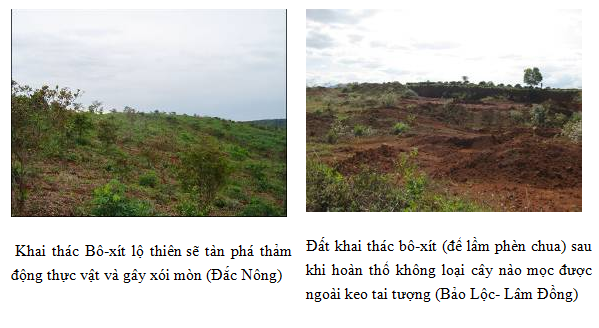 Khai thác Bô-xít lộ thiên sẽ tàn phá thảm
động thực vật và gây xói mòn (Đắc Nông)
Đất khai thác bô-xít (để lầm phèn chua) sau
khi hoàn thổ không loại cây nào mọc được
ngoài keo tai tượng (Bảo Lộc- Lâm Đồng)